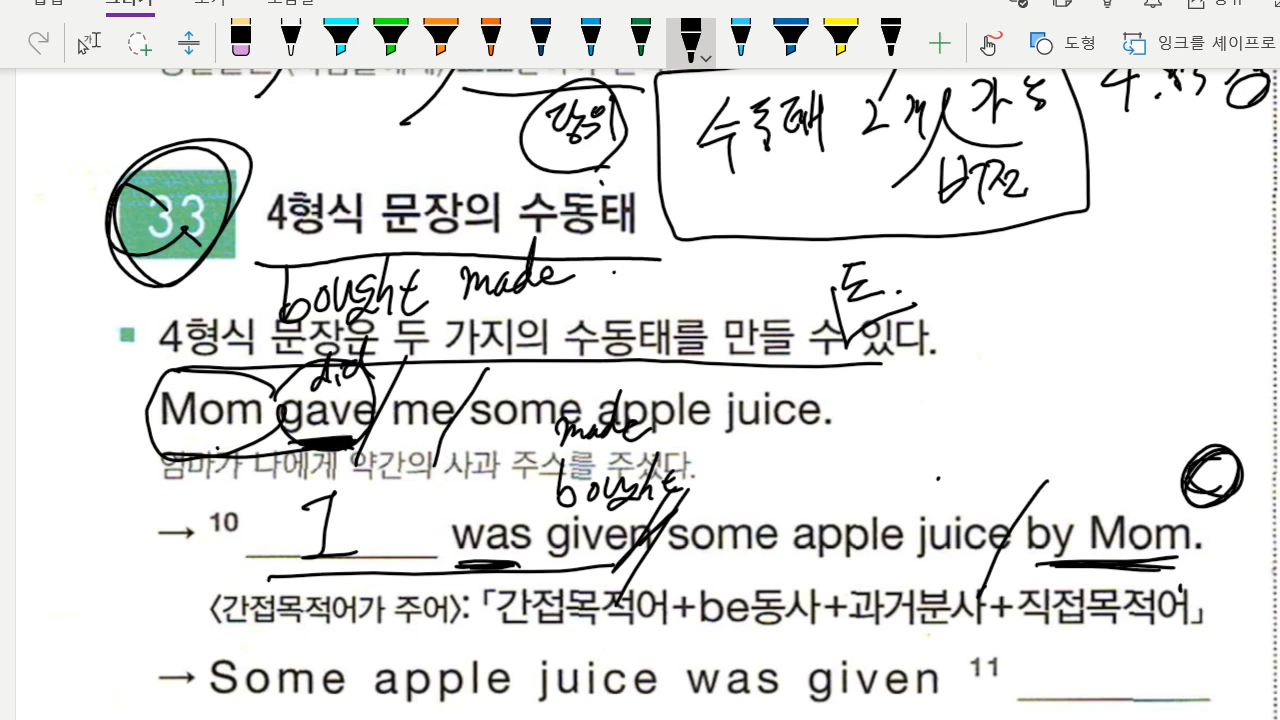 도형
잉크를 셰이프로
강의
수동태 2개 가능
33
4형식 문장의 수동태
bought made
도.
4형식 문장은 두 가지의 수동태를 만들 수 있다.
did
Mom gave me some apple juice.
made
엄마가 나에게 약간의 사과 주스를 주셨다.
bought
→ 10 I was given some apple juice by Mom.
〈간접목적어가 주어〉: 「간접목적어+be동사+과거분사+직접목적어」
→ Some apple juice was given 11